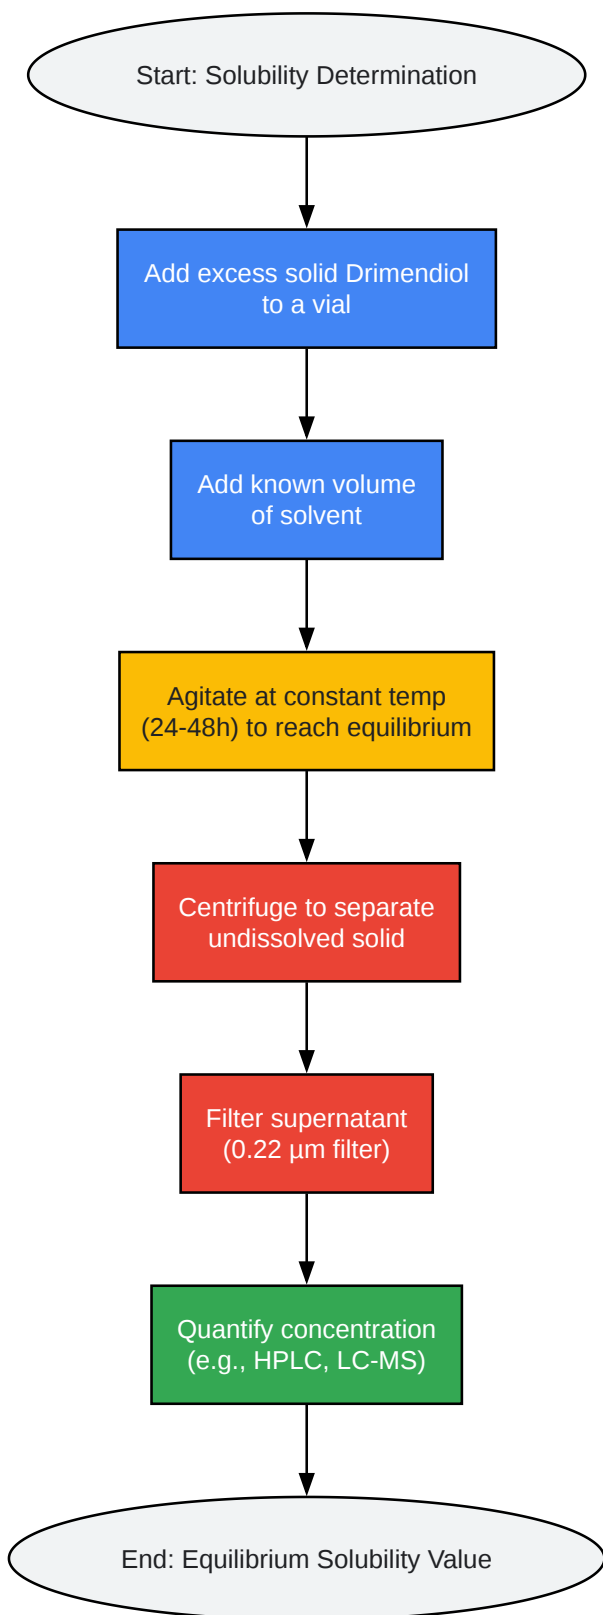 Start: Solubility Determination
Add excess solid Drimendiol
to a vial
Add known volume
of solvent
Agitate at constant temp
(24-48h) to reach equilibrium
Centrifuge to separate
undissolved solid
Filter supernatant
(0.22 µm filter)
Quantify concentration
(e.g., HPLC, LC-MS)
End: Equilibrium Solubility Value